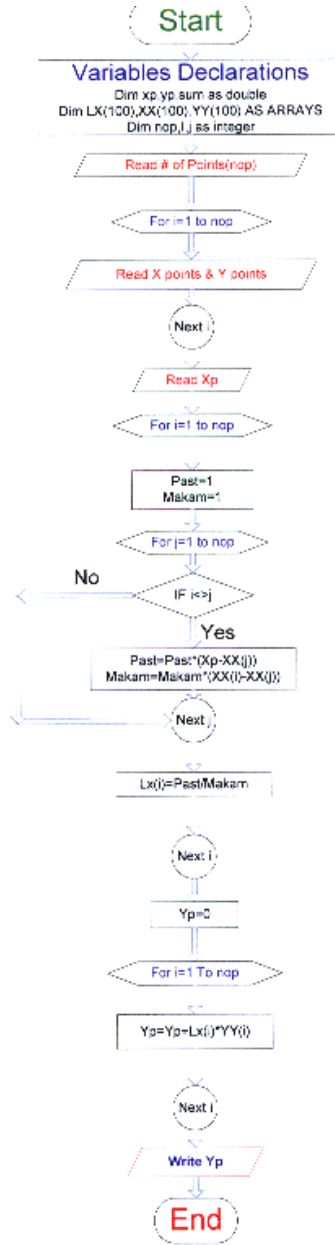 Start
Variables Declarations
Dim xp,yp,sum as double
Dim LX(100),XX(100),YY(100) AS ARRAYS
Dim nop,I,j as integer
Read # of Points(nop)
For i=1 to nop
Read X points & Y points
Next i
Read Xp
For i=1 to nop
Past=1
Makam=1
For j=1 to nop
No
IF i<>j
Yes
Past=Past*(Xp-XX(j))
Makam=Makam*(XX(i)-XX(j))
Next j
Lx(i)=Past/Makam
Next i
Yp=0
For i=1 To nop
Yp=Yp+Lx(i)*YY(i)
Next i
Write Yp
End